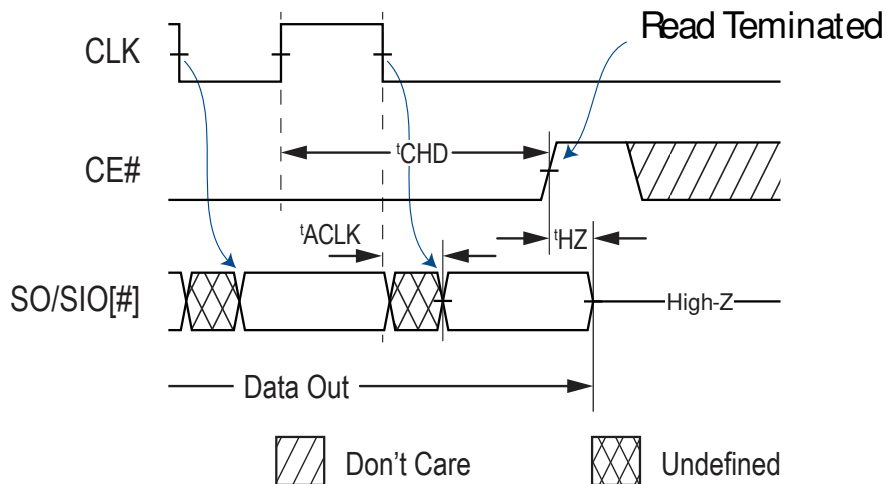 Read Teminated
CLK
tCHD
CE#
tACLK
tHZ
SO/SIO[#]
High-Z
Data Out
Don't Care
Undefined